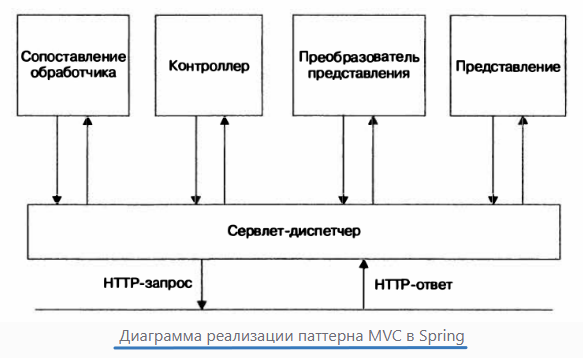 Сопоставление
обработчика
Контроллер
Преобразователь
представления
Представление
Сервлет-диспетчер
HTTP-запрос
HTTP-ответ
Диаграмма реализации паттерна MVC в Spring